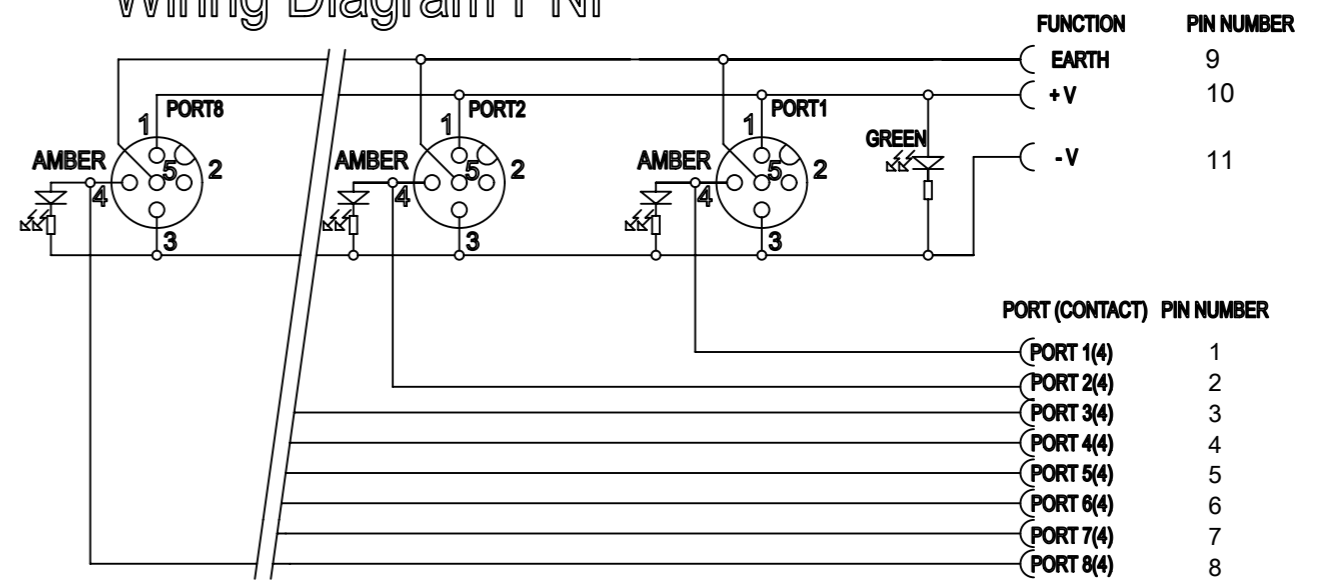 Wiring Diagram PNP
FUNCTION PIN NUMBER
EARTH 9
+ V 10
- V 11
PORT8 PORT2 PORT1
1 1 1
GREEN
AMBER 5 2 AMBER 5 2 AMBER 5 2
4 4 4
3 3 3
PORT (CONTACT) PIN NUMBER
PORT 1(4) 1
PORT 2(4) 2
PORT 3(4) 3
PORT 4(4) 4
PORT 5(4) 5
PORT 6(4) 6
PORT 7(4) 7
PORT 8(4) 8